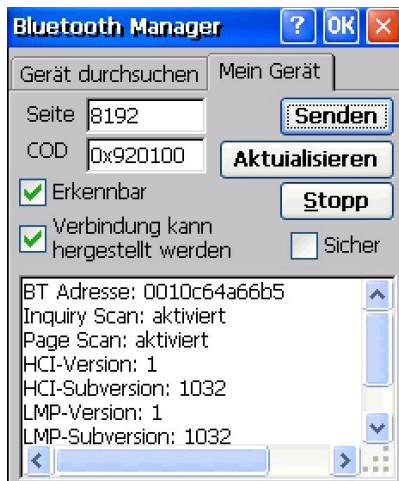 Bluetooth Manager ? OK
Gerät durchsuchen Mein Gerät
Seite 8192 Senden
COD 0x920100 Aktuialisieren
Erkennbar Stopp
Verbindung kann
hergestellt werden Sicher
BT Adresse: 0010c64a66b5
Inquiry Scan: aktiviert
Page Scan: aktiviert
HCI-Version: 1
HCI-Subversion: 1032
LMP-Version: 1
LMP-Subversion: 1032